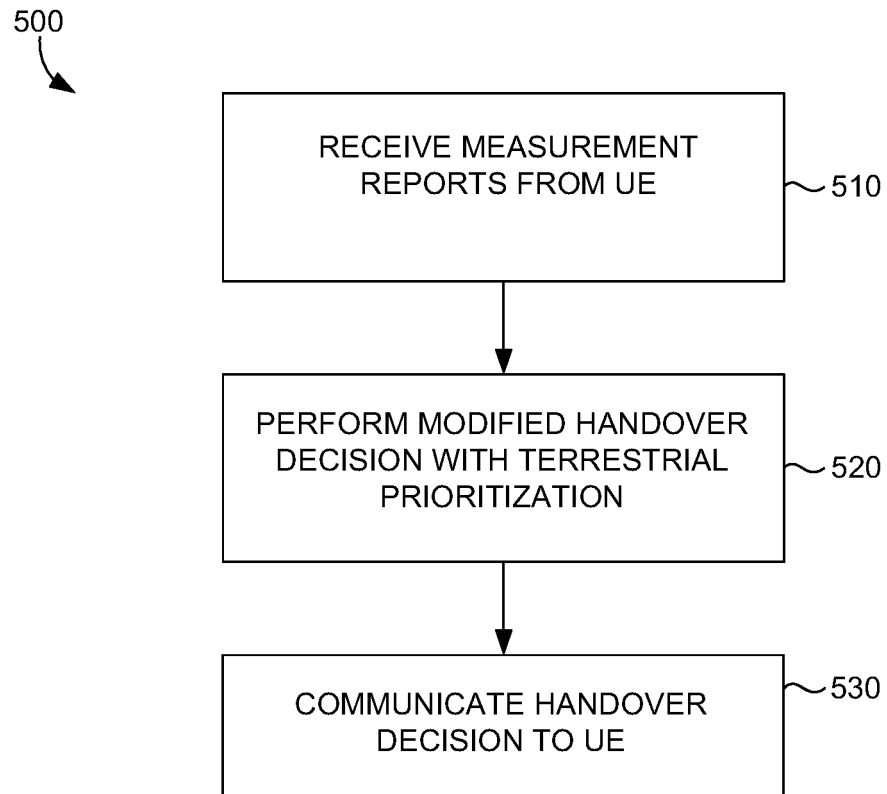 500
RECEIVE MEASUREMENT
REPORTS FROM UE
510
PERFORM MODIFIED HANDOVER
DECISION WITH TERRESTRIAL
PRIORITIZATION
520
COMMUNICATE HANDOVER
DECISION TO UE
530